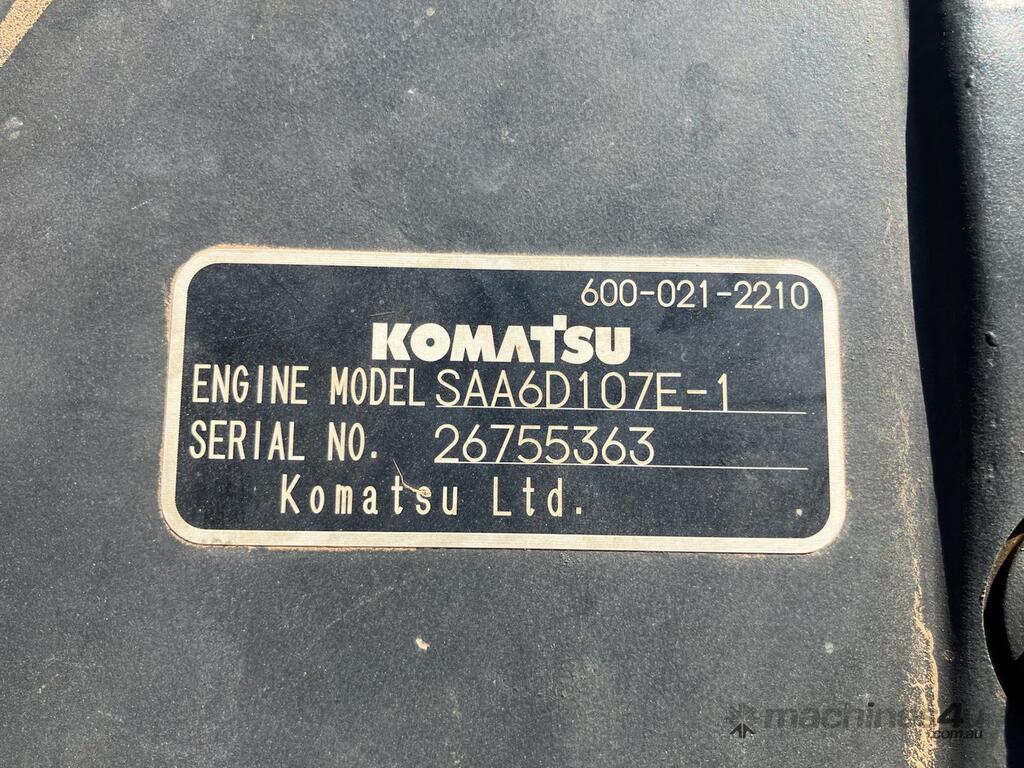 600-021-2210
KOMATSU
ENGINE MODEL SAA6D107E-1
SERIAL NO. 26755363
Komatsu Ltd.
machines4u
.com.au